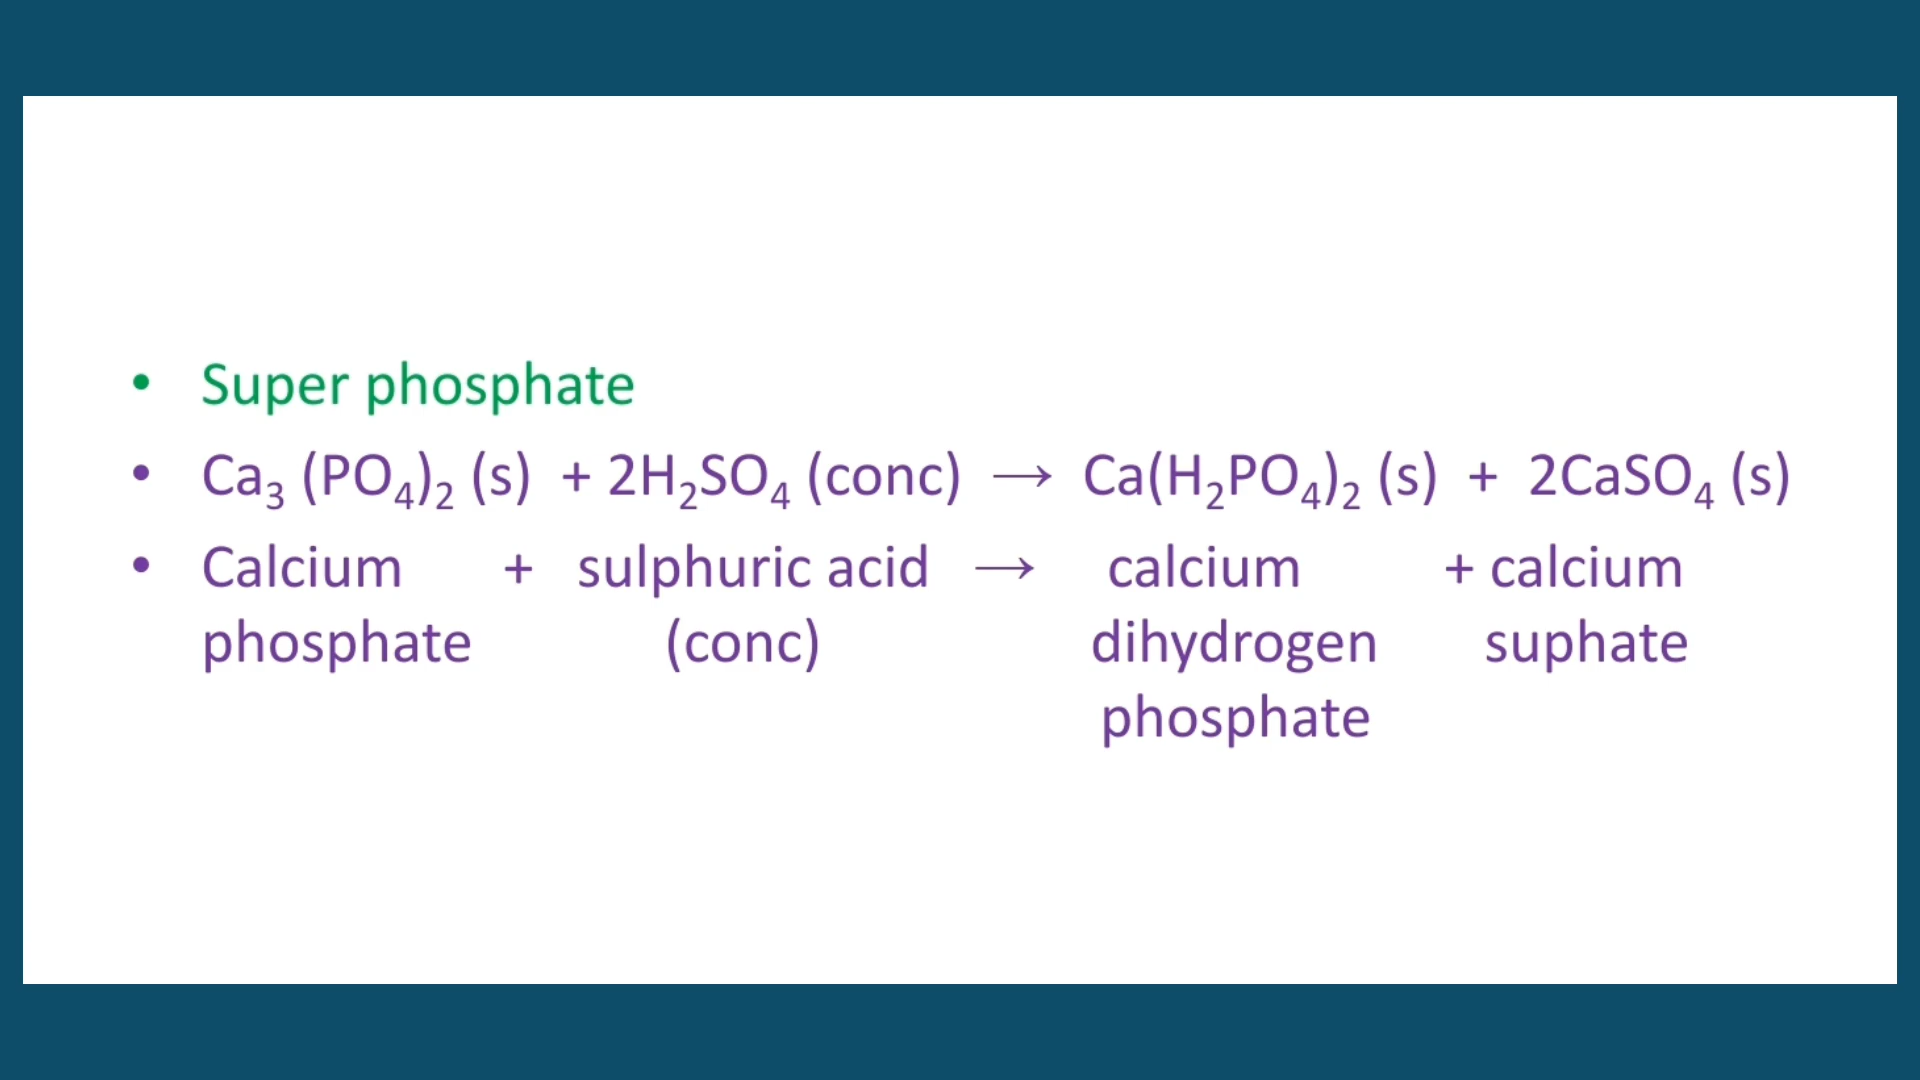 • Super phosphate
• Ca₃ (PO₄)₂ (s) + 2H₂SO₄ (conc) → Ca(H₂PO₄)₂ (s) + 2CaSO₄ (s)
• Calcium + sulphuric acid → calcium + calcium
phosphate (conc) dihydrogen suphate
phosphate